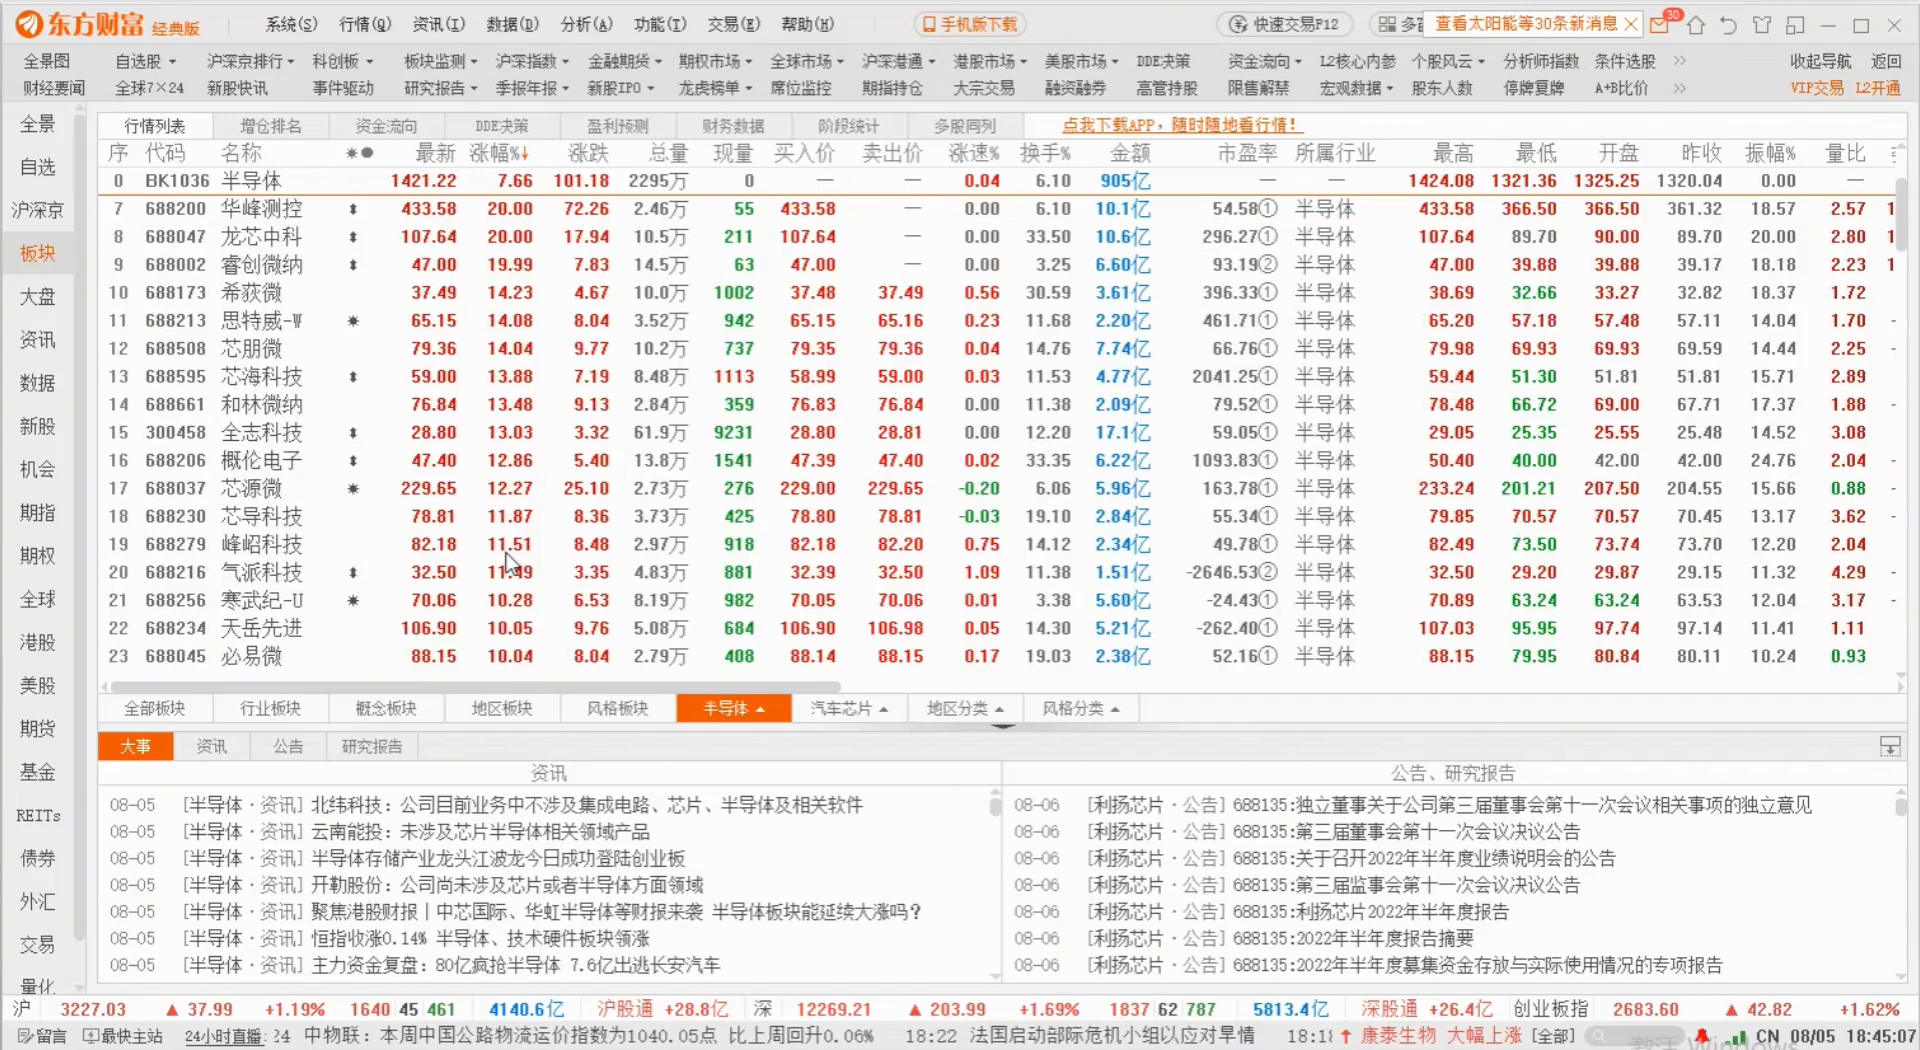 东方财富 经典版 系统(S) 行情(Q) 资讯(I) 数据(D) 分析(A) 功能(T) 交易(E) 帮助(H) 手机版下载 快速交易F12 查看太阳能等30条新消息 30
全景图 自选股 沪深京排行 科创板 板块监测 沪深指数 金融期货 期权市场 全球市场 沪深港通 港股市场 美股市场 DDE决策 资金流向 L2核心内参 个股风云 分析师指数 条件选股 收起导航 返回
财经要闻 全球7×24 新股快讯 事件驱动 研究报告 季报年报 新股IPO 龙虎榜单 席位监控 期指持仓 大宗交易 融资融券 高管持股 限售解禁 宏观数据 股东人数 停牌复牌 A+B比价 VIP交易 L2开通
全景
自选
沪深京
板块
大盘
资讯
数据
新股
机会
期指
期权
全球
港股
美股
期货
基金
REITs
债券
外汇
交易
量化
行情列表 增仓排名 资金流向 DDE决策 盈利预测 财务数据 阶段统计 多股同列 点我下载APP，随时随地看行情！
序 代码 名称 最新 涨幅%↓ 涨跌 总量 现量 买入价 卖出价 涨速% 换手% 金额 市盈率 所属行业 最高 最低 开盘 昨收 振幅% 量比
0 BK1036 半导体 1421.22 7.66 101.18 2295万 0 — — 0.04 6.10 905亿 — — 1424.08 1321.36 1325.25 1320.04 0.00 —
7 688200 华峰测控 433.58 20.00 72.26 2.46万 55 433.58 — 0.00 6.10 10.1亿 54.58① 半导体 433.58 366.50 366.50 361.32 18.57 2.57 1
8 688047 龙芯中科 107.64 20.00 17.94 10.5万 211 107.64 — 0.00 33.50 10.6亿 296.27① 半导体 107.64 89.70 90.00 89.70 20.00 2.80 1
9 688002 睿创微纳 47.00 19.99 7.83 14.5万 63 47.00 — 0.00 3.25 6.60亿 93.19② 半导体 47.00 39.88 39.88 39.17 18.18 2.23 1
10 688173 希荻微 37.49 14.23 4.67 10.0万 1002 37.48 37.49 0.56 30.59 3.61亿 396.33① 半导体 38.69 32.66 33.27 32.82 18.37 1.72
11 688213 思特威-W 65.15 14.08 8.04 3.52万 942 65.15 65.16 0.23 11.68 2.20亿 461.71① 半导体 65.20 57.18 57.48 57.11 14.04 1.70 -
12 688508 芯朋微 79.36 14.04 9.77 10.2万 737 79.35 79.36 0.04 14.76 7.74亿 66.76① 半导体 79.98 69.93 69.93 69.59 14.44 2.25 -
13 688595 芯海科技 59.00 13.88 7.19 8.48万 1113 58.99 59.00 0.03 11.53 4.77亿 2041.25① 半导体 59.44 51.30 51.81 51.81 15.71 2.89 -
14 688661 和林微纳 76.84 13.48 9.13 2.84万 359 76.83 76.84 0.00 11.38 2.09亿 79.52① 半导体 78.48 66.72 69.00 67.71 17.37 1.88 -
15 300458 全志科技 28.80 13.03 3.32 61.9万 9231 28.80 28.81 0.00 12.20 17.1亿 59.05① 半导体 29.05 25.35 25.55 25.48 14.52 3.08
16 688206 概伦电子 47.40 12.86 5.40 13.8万 1541 47.39 47.40 0.02 33.35 6.22亿 1093.83① 半导体 50.40 40.00 42.00 42.00 24.76 2.04 -
17 688037 芯源微 229.65 12.27 25.10 2.73万 276 229.00 229.65 -0.20 6.06 5.96亿 163.78① 半导体 233.24 201.21 207.50 204.55 15.66 0.88 -
18 688230 芯导科技 78.81 11.87 8.36 3.73万 425 78.80 78.81 -0.03 19.10 2.84亿 55.34① 半导体 79.85 70.57 70.57 70.45 13.17 3.62 -
19 688279 峰岹科技 82.18 11.51 8.48 2.97万 918 82.18 82.20 0.75 14.12 2.34亿 49.78① 半导体 82.49 73.50 73.74 73.70 12.20 2.04
20 688216 气派科技 32.50 11.49 3.35 4.83万 881 32.39 32.50 1.09 11.38 1.51亿 -2646.53② 半导体 32.50 29.20 29.87 29.15 11.32 4.29 -
21 688256 寒武纪-U 70.06 10.28 6.53 8.19万 982 70.05 70.06 0.01 3.38 5.60亿 -24.43① 半导体 70.89 63.24 63.24 63.53 12.04 3.17 -
22 688234 天岳先进 106.90 10.05 9.76 5.08万 684 106.90 106.98 0.05 14.30 5.21亿 -262.40① 半导体 107.03 95.95 97.74 97.14 11.41 1.11
23 688045 必易微 88.15 10.04 8.04 2.79万 408 88.14 88.15 0.17 19.03 2.38亿 52.16① 半导体 88.15 79.95 80.84 80.11 10.24 0.93
全部板块 行业板块 概念板块 地区板块 风格板块 半导体 汽车芯片 地区分类 风格分类
大事 资讯 公告 研究报告
资讯
08-05 [半导体·资讯] 北纬科技：公司目前业务中不涉及集成电路、芯片、半导体及相关软件
08-05 [半导体·资讯] 云南能投：未涉及芯片半导体相关领域产品
08-05 [半导体·资讯] 半导体存储产业龙头江波龙今日成功登陆创业板
08-05 [半导体·资讯] 开勒股份：公司尚未涉及芯片或者半导体方面领域
08-05 [半导体·资讯] 聚焦港股财报丨中芯国际、华虹半导体等财报来袭 半导体板块能延续大涨吗？
08-05 [半导体·资讯] 恒指收涨0.14% 半导体、技术硬件板块领涨
08-05 [半导体·资讯] 主力资金复盘：80亿疯抢半导体 7.6亿出逃长安汽车
公告、研究报告
08-06 [利扬芯片·公告] 688135:独立董事关于公司第三届董事会第十一次会议相关事项的独立意见
08-06 [利扬芯片·公告] 688135:第三届董事会第十一次会议决议公告
08-06 [利扬芯片·公告] 688135:关于召开2022年半年度业绩说明会的公告
08-06 [利扬芯片·公告] 688135:第三届监事会第十一次会议决议公告
08-06 [利扬芯片·公告] 688135:利扬芯片2022年半年度报告
08-06 [利扬芯片·公告] 688135:2022年半年度报告摘要
08-06 [利扬芯片·公告] 688135:2022年半年度募集资金存放与实际使用情况的专项报告
沪 3227.03 ▲37.99 +1.19% 1640 45 461 4140.6亿 沪股通 +28.8亿 深 12269.21 ▲203.99 +1.69% 1837 62 787 5813.4亿 深股通 +26.4亿 创业板指 2683.60 ▲42.82 +1.62%
留言 最快主站 24小时直播: 24 中物联：本周中国公路物流运价指数为1040.05点 比上周回升0.06% 18:22 法国启动部际危机小组以应对旱情 18:1 ↑ 康泰生物 大幅上涨 [全部] CN 08/05 18:45:07